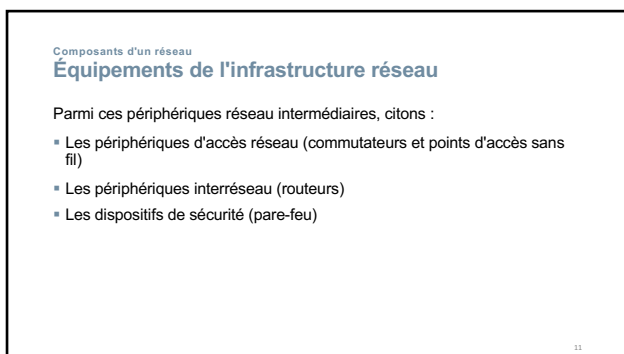 Composants d'un réseau
Équipements de l'infrastructure réseau
Parmi ces périphériques réseau intermédiaires, citons :
▪ Les périphériques d'accès réseau (commutateurs et points d'accès sans
fil)
▪ Les périphériques interréseau (routeurs)
▪ Les dispositifs de sécurité (pare-feu)
11